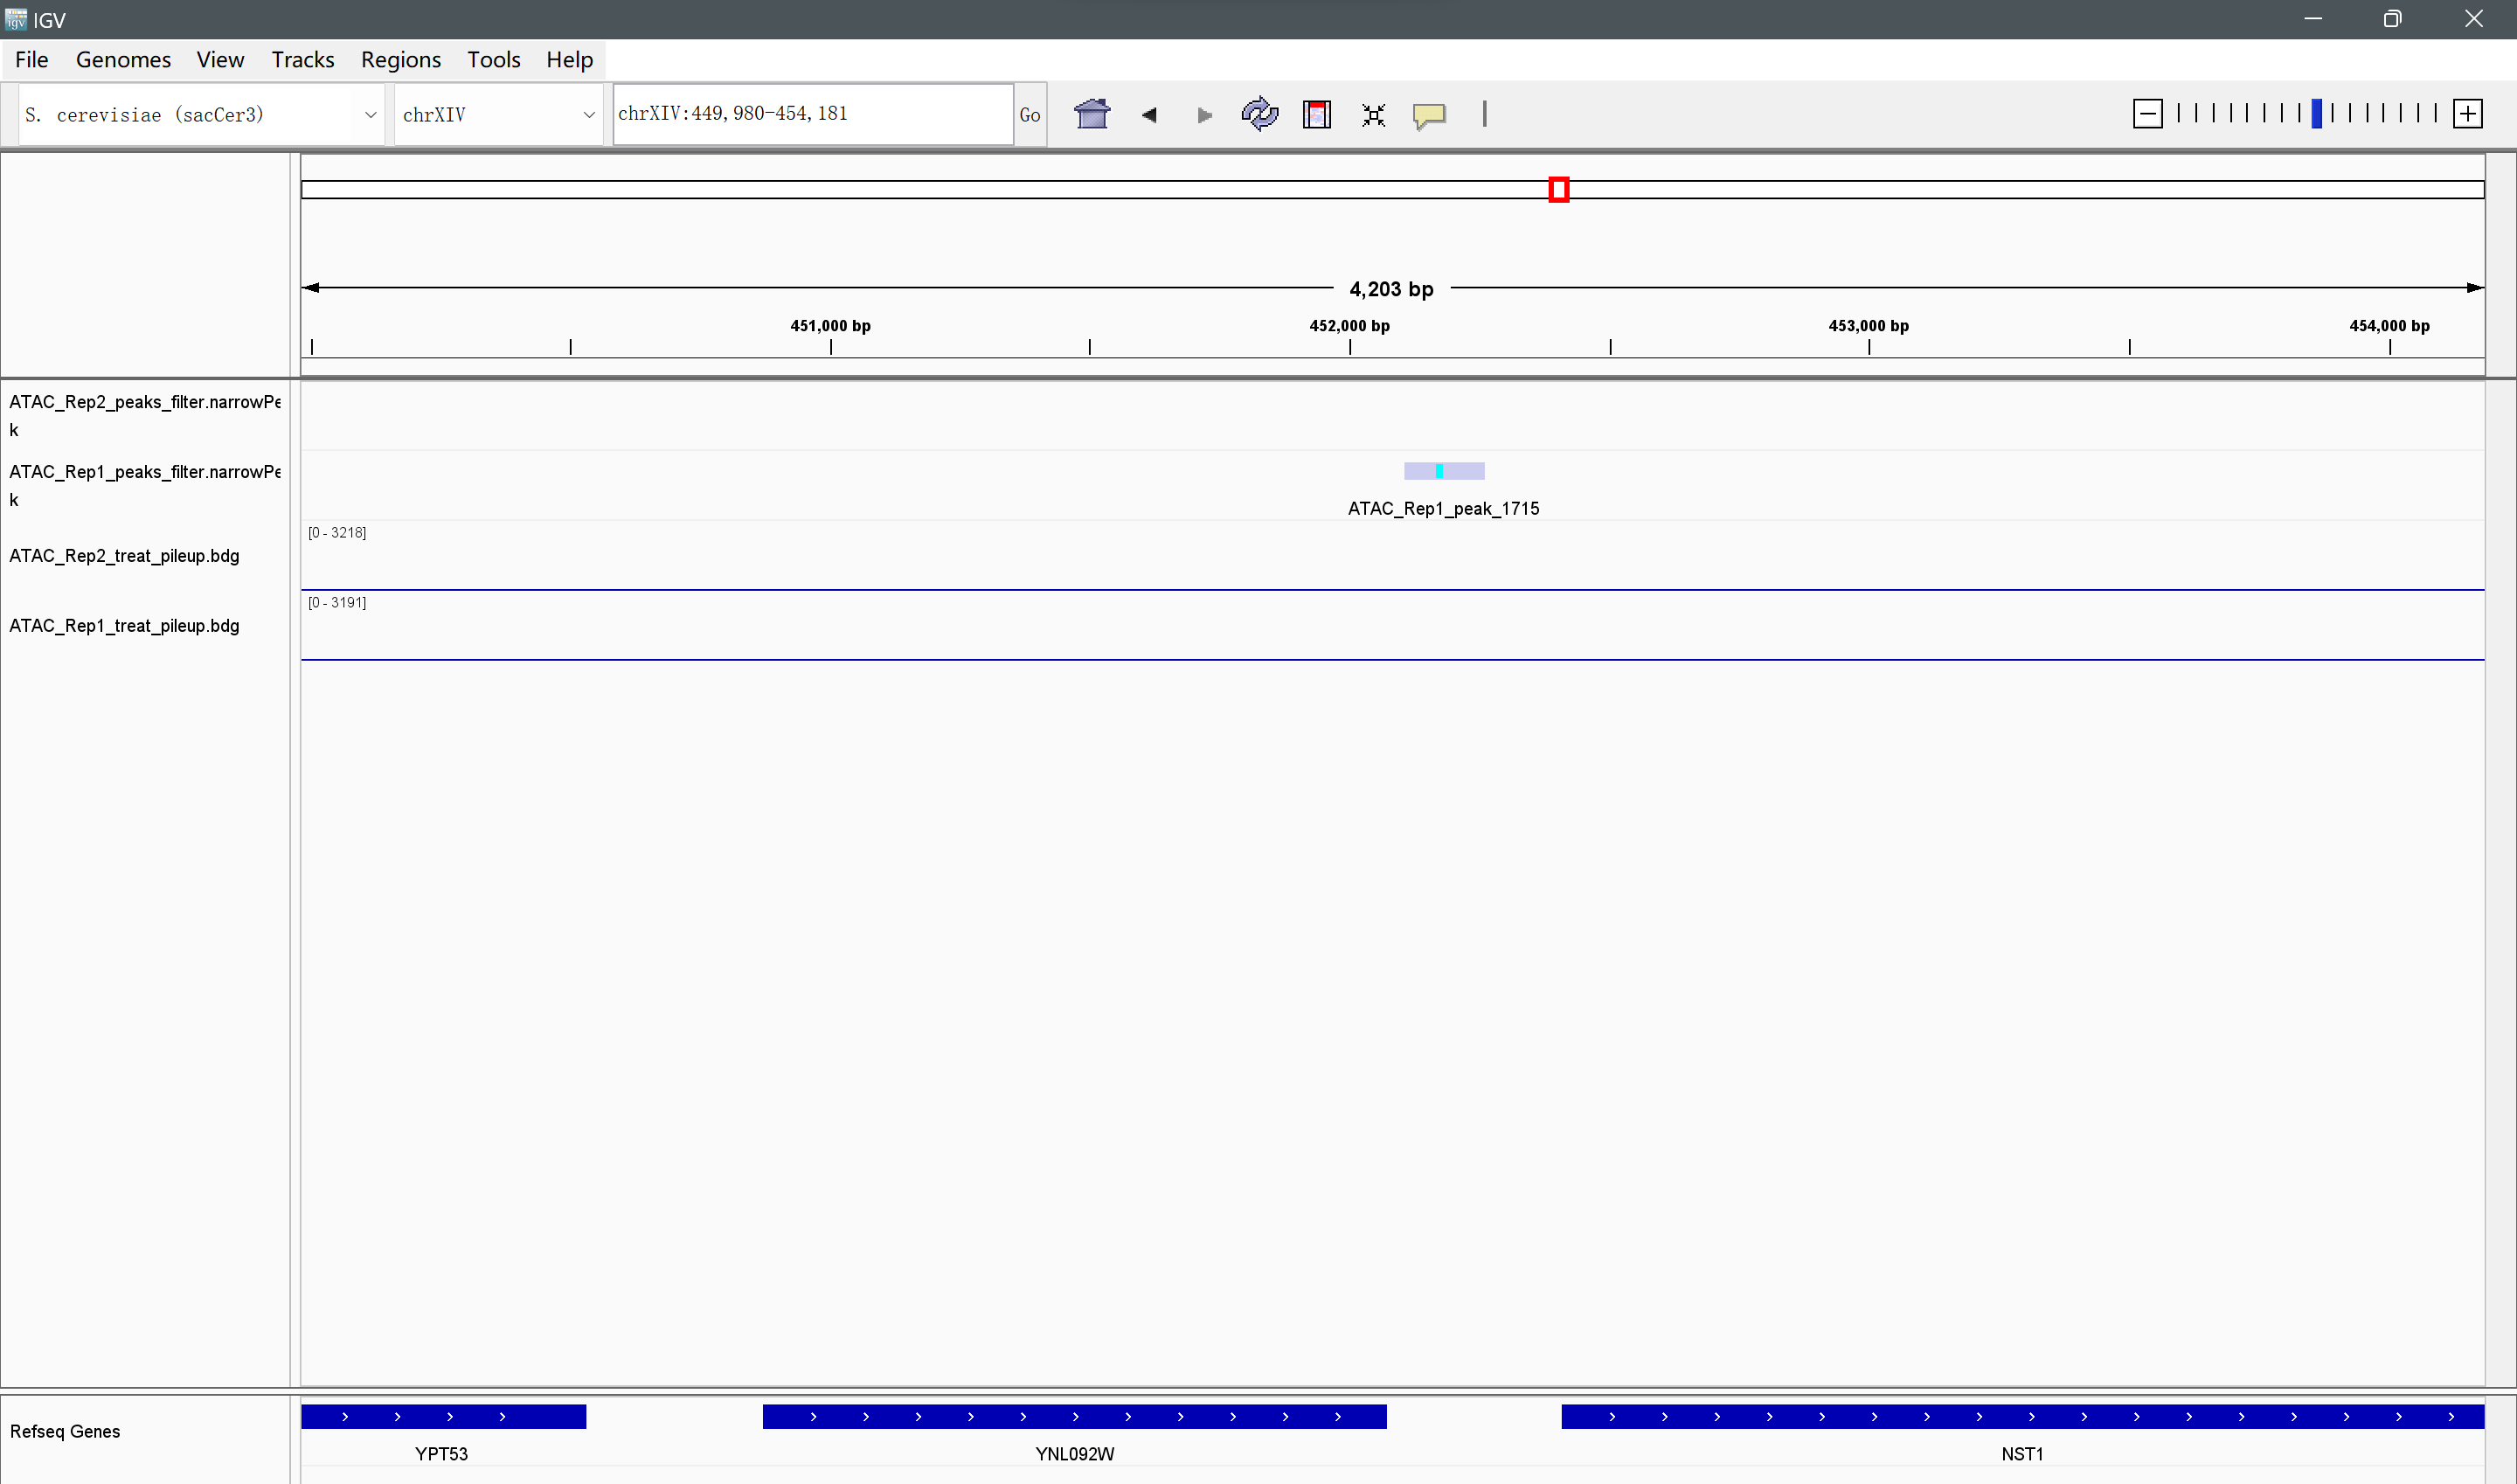 IGV
File Genomes View Tracks Regions Tools Help
S. cerevisiae (sacCer3) chrXIV chrXIV:449,980-454,181 Go
4,203 bp
451,000 bp 452,000 bp 453,000 bp 454,000 bp
ATAC_Rep2_peaks_filter.narrowPe
k
ATAC_Rep1_peaks_filter.narrowPe
k
ATAC_Rep1_peak_1715
[0 - 3218]
ATAC_Rep2_treat_pileup.bdg
[0 - 3191]
ATAC_Rep1_treat_pileup.bdg
Refseq Genes
YPT53 YNL092W NST1